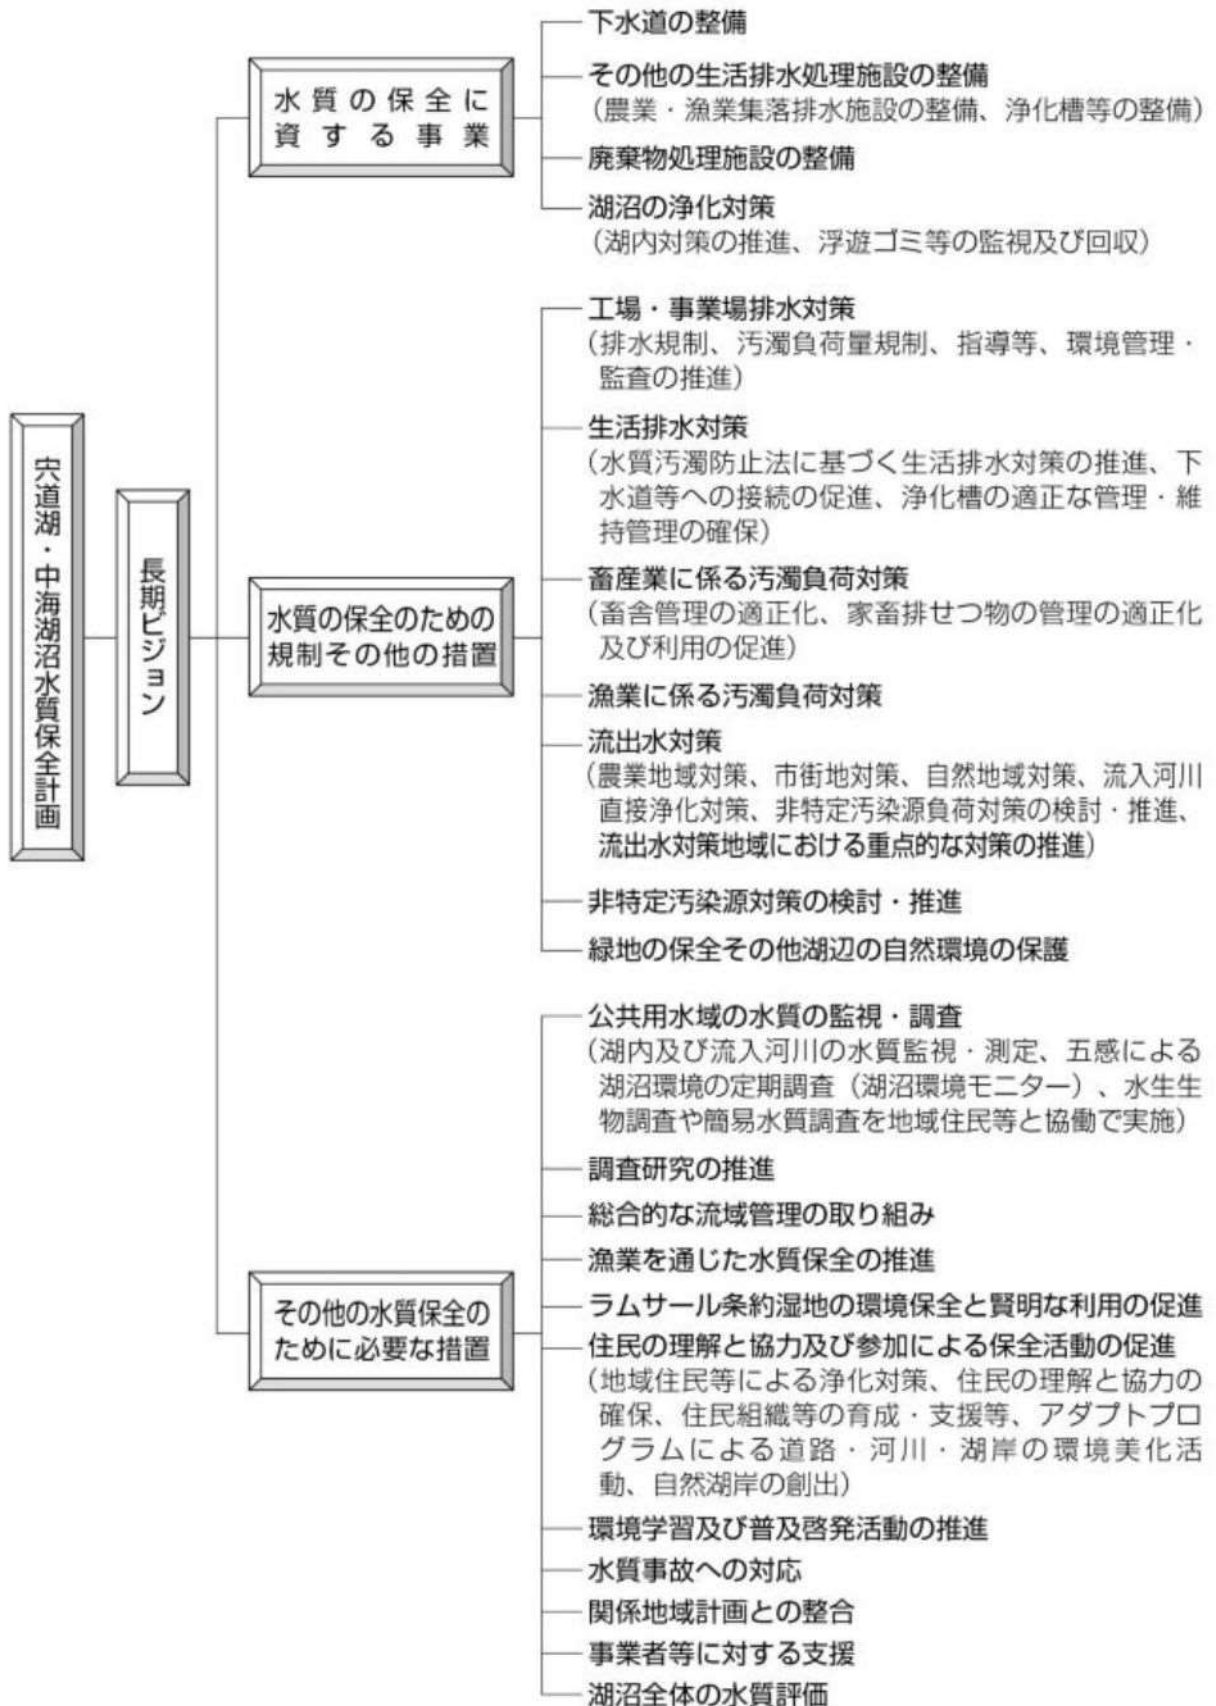 宍道湖・中海湖沼水質保全計画
長期ビジョン
水質の保全に
資する事業
下水道の整備
その他の生活排水処理施設の整備
（農業・漁業集落排水施設の整備、浄化槽等の整備）
廃棄物処理施設の整備
湖沼の浄化対策
（湖内対策の推進、浮遊ゴミ等の監視及び回収）
水質の保全のための
規制その他の措置
工場・事業場排水対策
（排水規制、汚濁負荷量規制、指導等、環境管理・
監査の推進）
生活排水対策
（水質汚濁防止法に基づく生活排水対策の推進、下
水道等への接続の促進、浄化槽の適正な管理・維
持管理の確保）
畜産業に係る汚濁負荷対策
（畜舎管理の適正化、家畜排せつ物の管理の適正化
及び利用の促進）
漁業に係る汚濁負荷対策
流出水対策
（農業地域対策、市街地対策、自然地域対策、流入河川
直接浄化対策、非特定汚染源負荷対策の検討・推進、
流出水対策地域における重点的な対策の推進）
非特定汚染源対策の検討・推進
緑地の保全その他湖辺の自然環境の保護
その他の水質保全の
ために必要な措置
公共用水域の水質の監視・調査
（湖内及び流入河川の水質監視・測定、五感による
湖沼環境の定期調査（湖沼環境モニター）、水生生
物調査や簡易水質調査を地域住民等と協働で実施）
調査研究の推進
総合的な流域管理の取り組み
漁業を通じた水質保全の推進
ラムサール条約湿地の環境保全と賢明な利用の促進
住民の理解と協力及び参加による保全活動の促進
（地域住民等による浄化対策、住民の理解と協力の
確保、住民組織等の育成・支援等、アダプトプロ
グラムによる道路・河川・湖岸の環境美化活
動、自然湖岸の創出）
環境学習及び普及啓発活動の推進
水質事故への対応
関係地域計画との整合
事業者等に対する支援
湖沼全体の水質評価